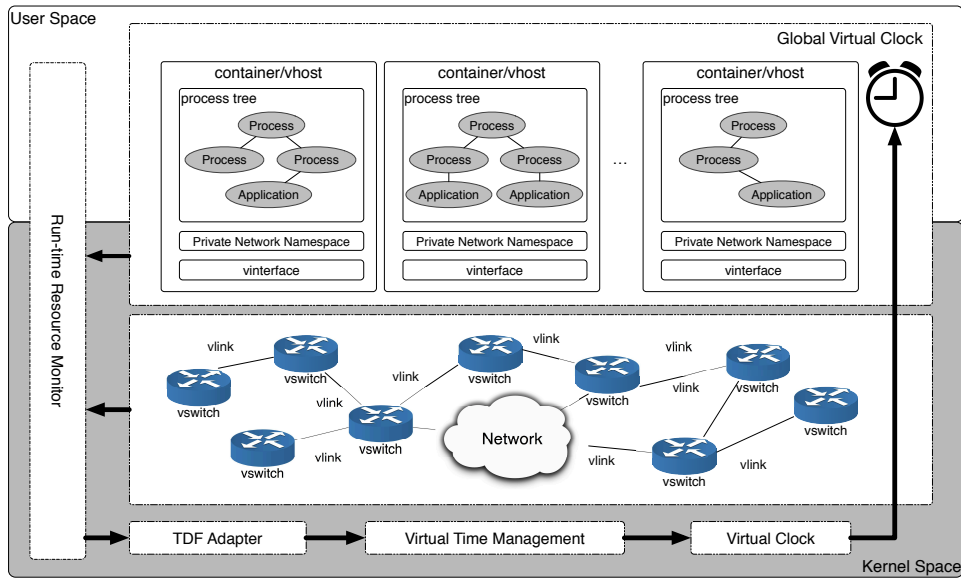 User Space
Global Virtual Clock
container/vhost
container/vhost
container/vhost
process tree
process tree
process tree
Process
Process
Process
Process
Process
Process
Process
Process
Application
Application
Application
Application
...
Private Network Namespace
Private Network Namespace
Private Network Namespace
vinterface
vinterface
vinterface
Run-time Resource Monitor
vlink
vlink
vlink
vlink
vswitch
vswitch
vswitch
vswitch
vlink
vlink
vswitch
vswitch
vswitch
Network
vswitch
vlink
vswitch
vlink
vlink
vswitch
TDF Adapter
Virtual Time Management
Virtual Clock
Kernel Space